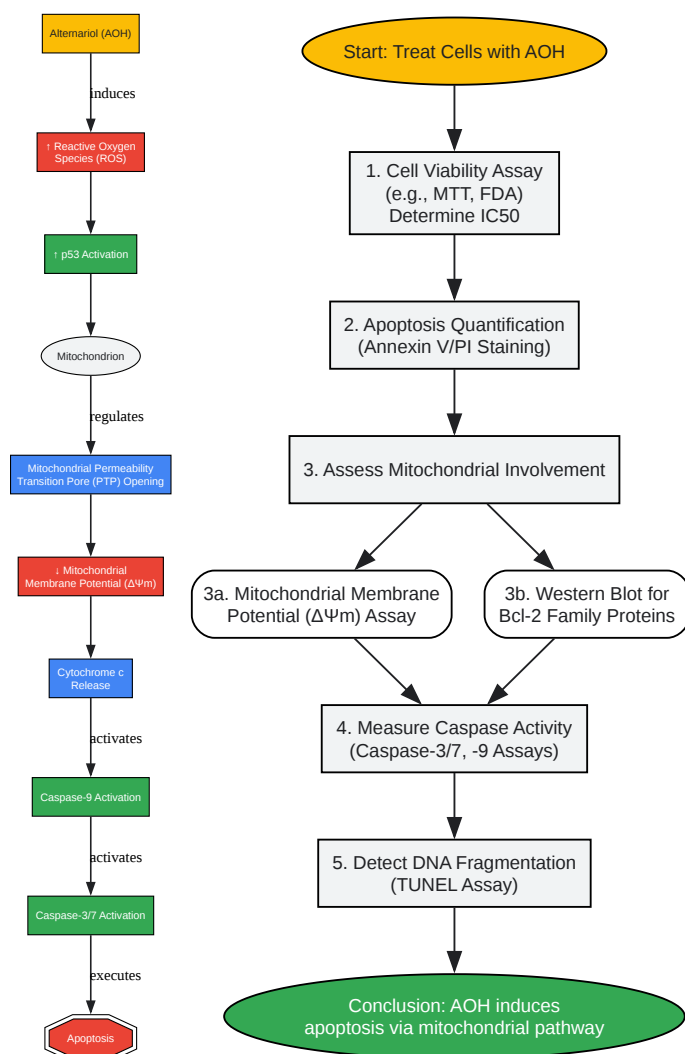 Alternariol (AOH)
induces
↑ Reactive Oxygen
Species (ROS)
↑ p53 Activation
Mitochondrion
regulates
Mitochondrial Permeability
Transition Pore (PTP) Opening
↓ Mitochondrial
Membrane Potential (ΔΨm)
Cytochrome c
Release
activates
Caspase-9 Activation
activates
Caspase-3/7 Activation
executes
Apoptosis
Start: Treat Cells with AOH
1. Cell Viability Assay
(e.g., MTT, FDA)
Determine IC50
2. Apoptosis Quantification
(Annexin V/PI Staining)
3. Assess Mitochondrial Involvement
3a. Mitochondrial Membrane
Potential (ΔΨm) Assay
3b. Western Blot for
Bcl-2 Family Proteins
4. Measure Caspase Activity
(Caspase-3/7, -9 Assays)
5. Detect DNA Fragmentation
(TUNEL Assay)
Conclusion: AOH induces
apoptosis via mitochondrial pathway